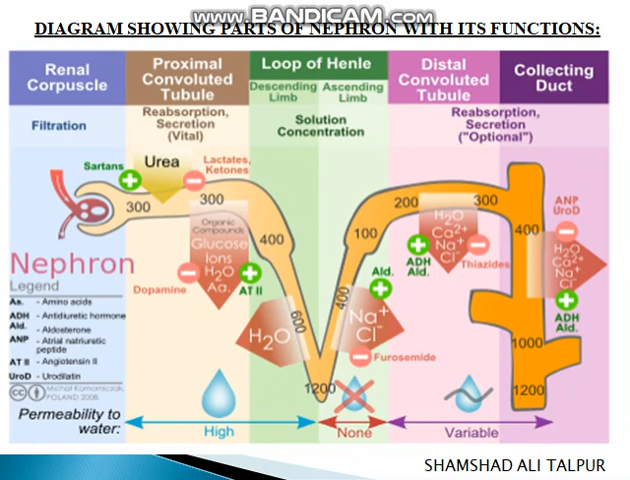 WWW.BANDICAM.COM
DIAGRAM SHOWING PARTS OF NEPHRON WITH ITS FUNCTIONS:
Renal
Corpuscle
Proximal
Convoluted
Tubule
Loop of Henle
Descending
Limb
Ascending
Limb
Distal
Convoluted
Tubule
Collecting
Duct
Filtration
Reabsorption,
Secretion
(Vital)
Solution
Concentration
Reabsorption,
Secretion
("Optional")
Sartans
Urea
Lactates,
Ketones
300
300
Organic
Compounds
Glucose
Ions
H2O
Aa.
Dopamine
AT II
400
600
H2O
1200
100
400
Ald.
Na+
Cl-
Furosemide
200
300
H2O
Ca2+
Na+
Cl-
ADH
Ald.
Thiazides
ANP
UroD
400
H2O
Ca2+
Na+
Cl-
ADH
Ald.
1000
1200
Nephron
Legend
Aa. - Amino acids
ADH - Antidiuretic hormone
Ald. - Aldosterone
ANP - Atrial natriuretic
peptide
AT II - Angiotensin II
UroD - Urodilatin
cc Michał Komorniczak,
POLAND 2009.
Permeability to
water:
High
None
Variable
SHAMSHAD ALI TALPUR